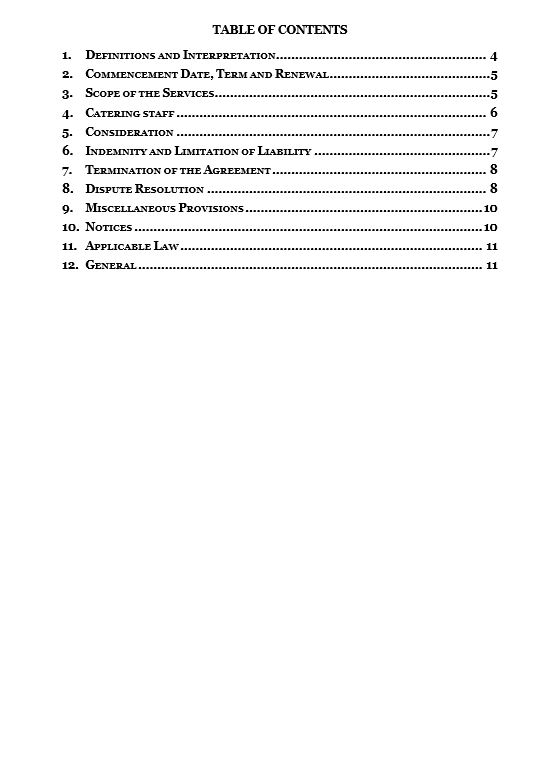 TABLE OF CONTENTS
1. Definitions and Interpretation........................................................ 4
2. Commencement Date, Term and Renewal..........................................5
3. Scope of the Services........................................................................5
4. Catering staff ................................................................................. 6
5. Consideration ...................................................................................7
6. Indemnity and Limitation of Liability ..............................................7
7. Termination of the Agreement ........................................................ 8
8. Dispute Resolution ......................................................................... 8
9. Miscellaneous Provisions ..............................................................10
10. Notices ...........................................................................................10
11. Applicable Law ............................................................................... 11
12. General .......................................................................................... 11